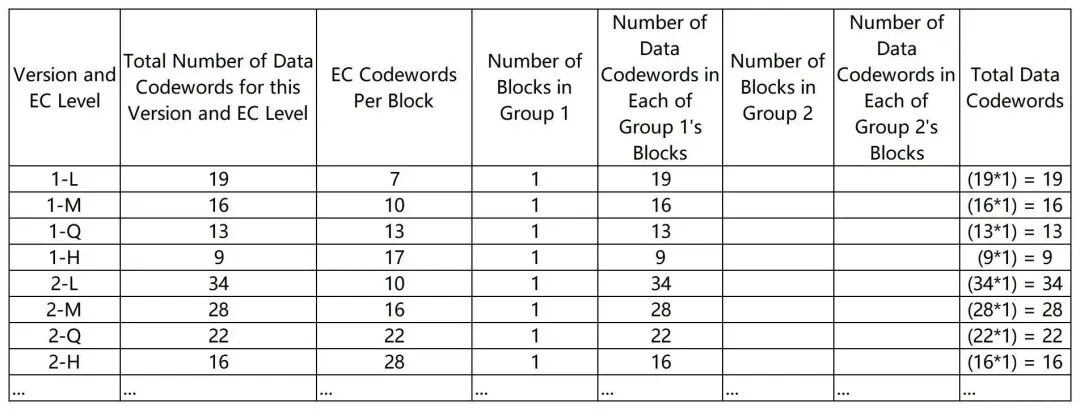 Version and EC Level Total Number of Data Codewords for this Version and EC Level EC Codewords Per Block Number of Blocks in Group 1 Number of Data Codewords in Each of Group 1's Blocks Number of Blocks in Group 2 Number of Data Codewords in Each of Group 2's Blocks Total Data Codewords
1-L 19 7 1 19 (19*1) = 19
1-M 16 10 1 16 (16*1) = 16
1-Q 13 13 1 13 (13*1) = 13
1-H 9 17 1 9 (9*1) = 9
2-L 34 10 1 34 (34*1) = 34
2-M 28 16 1 28 (28*1) = 28
2-Q 22 22 1 22 (22*1) = 22
2-H 16 28 1 16 (16*1) = 16
... ... ... ... ... ... ... ...